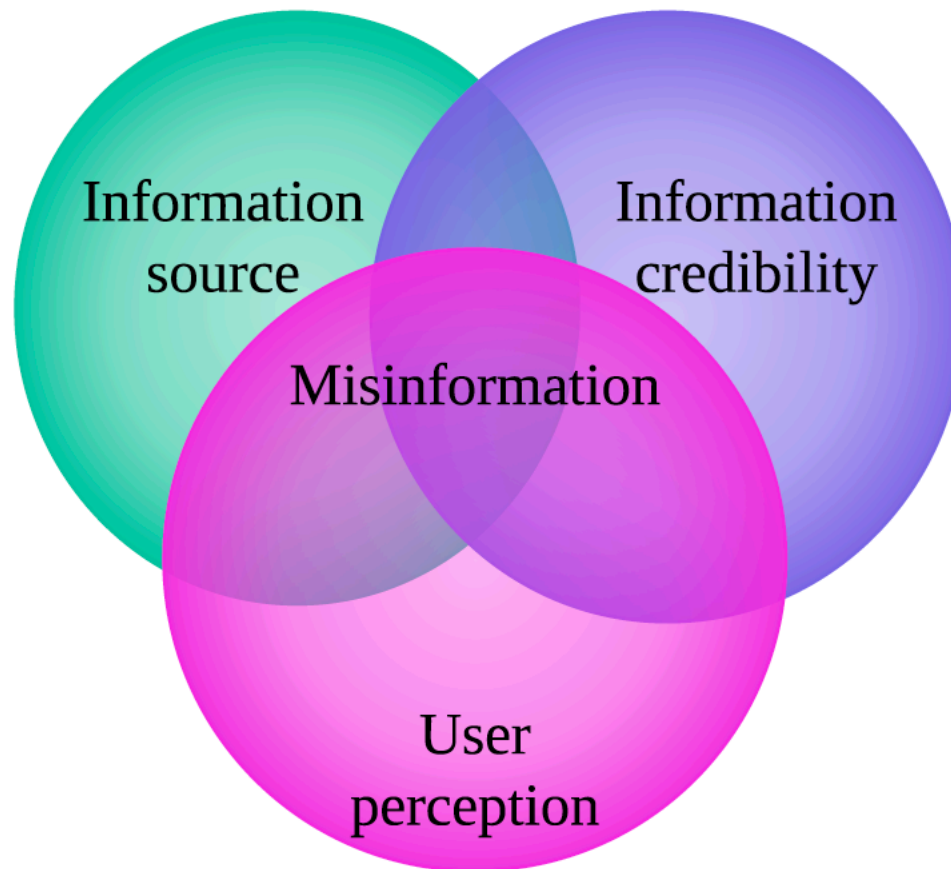 Information
source
Information
credibility
Misinformation
User
perception